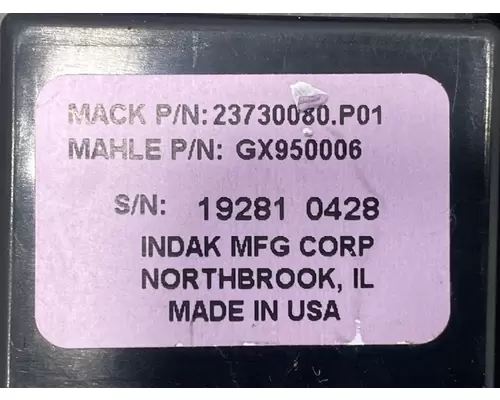 MACK P/N: 23730080.P01
MAHLE P/N: GX950006
S/N: 19281 0428
INDAK MFG CORP
NORTHBROOK, IL
MADE IN USA